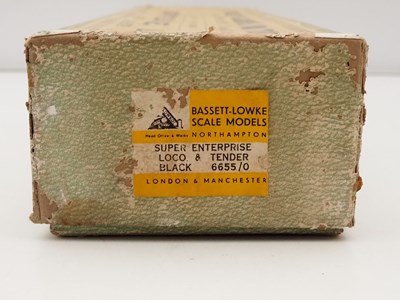 BASSETT-LOWKE
SCALE MODELS
Head Office & Works NORTHAMPTON
SUPER ENTERPRISE
LOCO & TENDER
BLACK 6655/0
LONDON & MANCHESTER